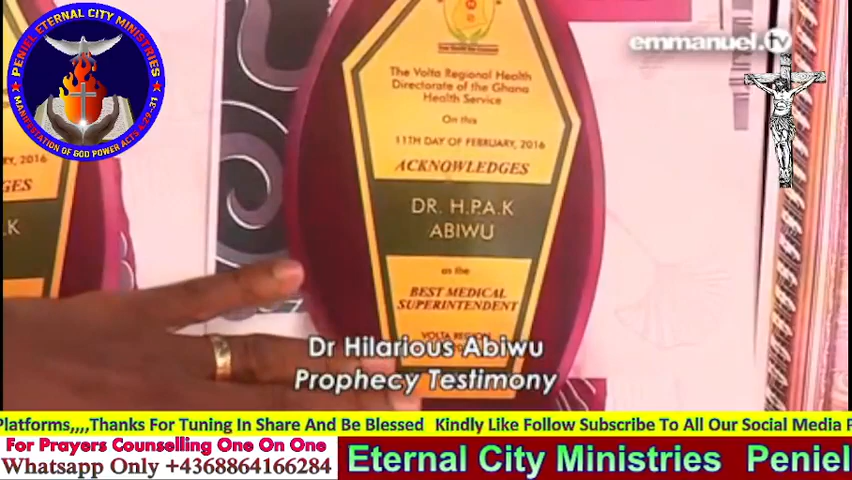 PENIEL ETERNAL CITY MINISTRIES
MANIFESTATION OF GOD POWER ACTS 4:29-31
emmanuel.tv
The Volta Regional Health
Directorate of the Ghana
Health Service
On this
11TH DAY OF FEBRUARY, 2016
ACKNOWLEDGES
DR. H.P.A.K
ABIWU
as the
BEST MEDICAL
SUPERINTENDENT
VOLTA REGION
RY, 2016
GES
.K
Dr Hilarious Abiwu
Prophecy Testimony
Platforms,,,,Thanks For Tuning In Share And Be Blessed Kindly Like Follow Subscribe To All Our Social Media P
For Prayers Counselling One On One
Whatsapp Only +4368864166284
Eternal City Ministries Peniel